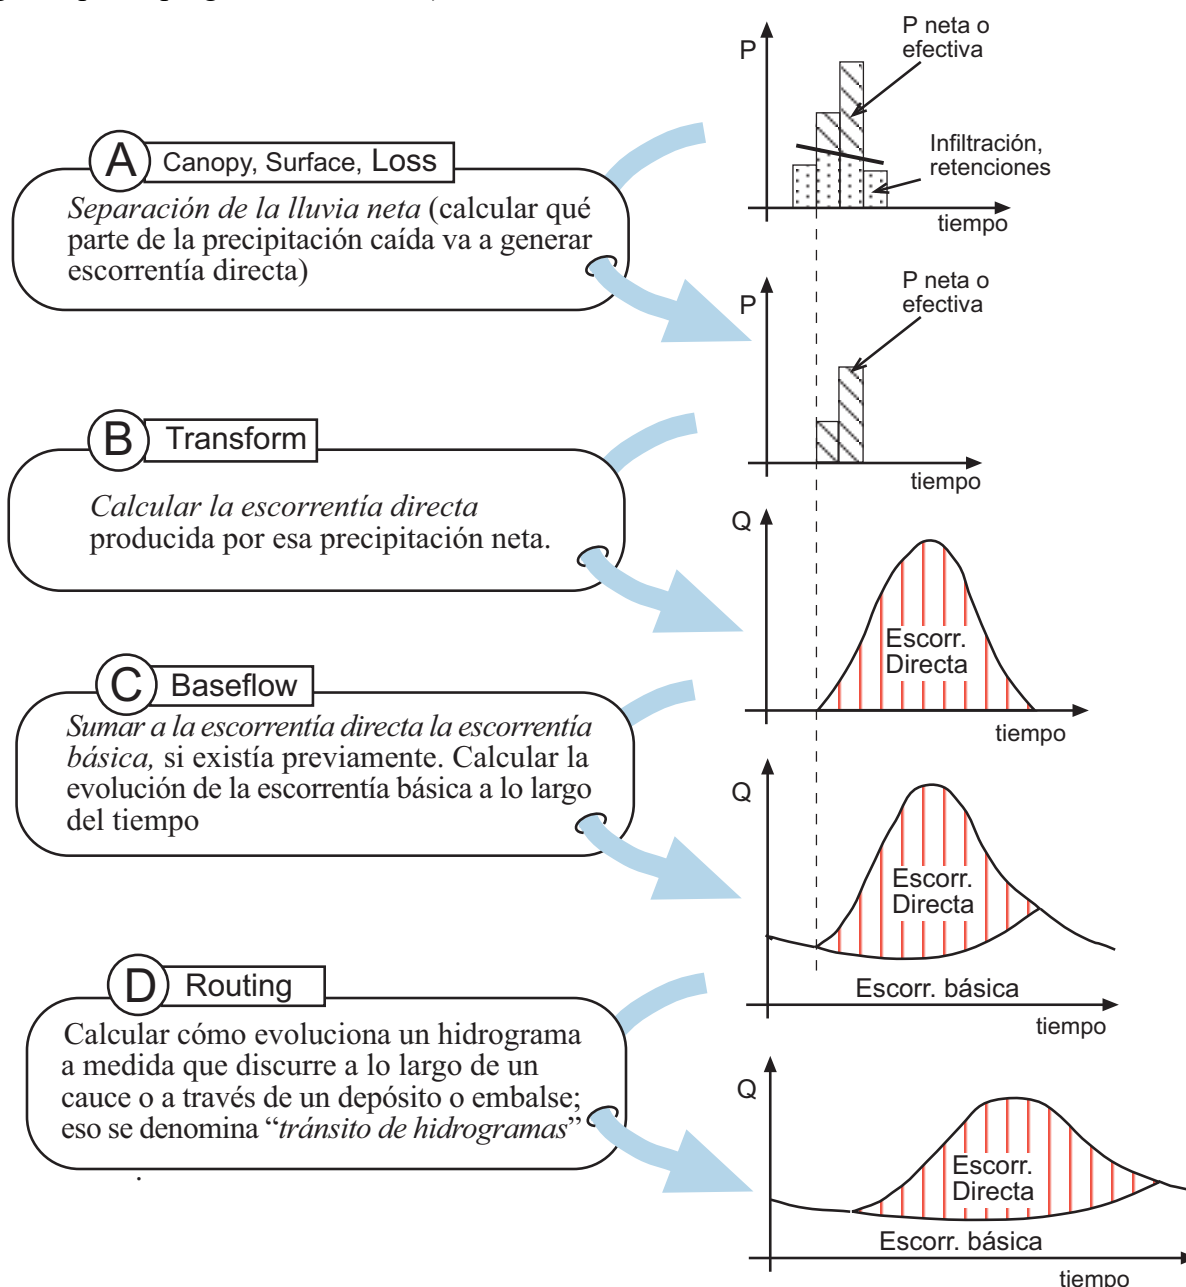 P
P neta o
efectiva
Infiltración,
retenciones
tiempo
A
Canopy, Surface, Loss
Separación de la lluvia neta (calcular qué
parte de la precipitación caída va a generar
escorrentía directa)
P
P neta o
efectiva
tiempo
B
Transform
Calcular la escorrentía directa
producida por esa precipitación neta.
Q
Escorr.
Directa
tiempo
C
Baseflow
Sumar a la escorrentía directa la escorrentía
básica, si existía previamente. Calcular la
evolución de la escorrentía básica a lo largo
del tiempo
Q
Escorr.
Directa
Escorr. básica
tiempo
D
Routing
Calcular cómo evoluciona un hidrograma
a medida que discurre a lo largo de un
cauce o a través de un depósito o embalse;
eso se denomina “tránsito de hidrogramas”
.
Q
Escorr.
Directa
Escorr. básica
tiempo